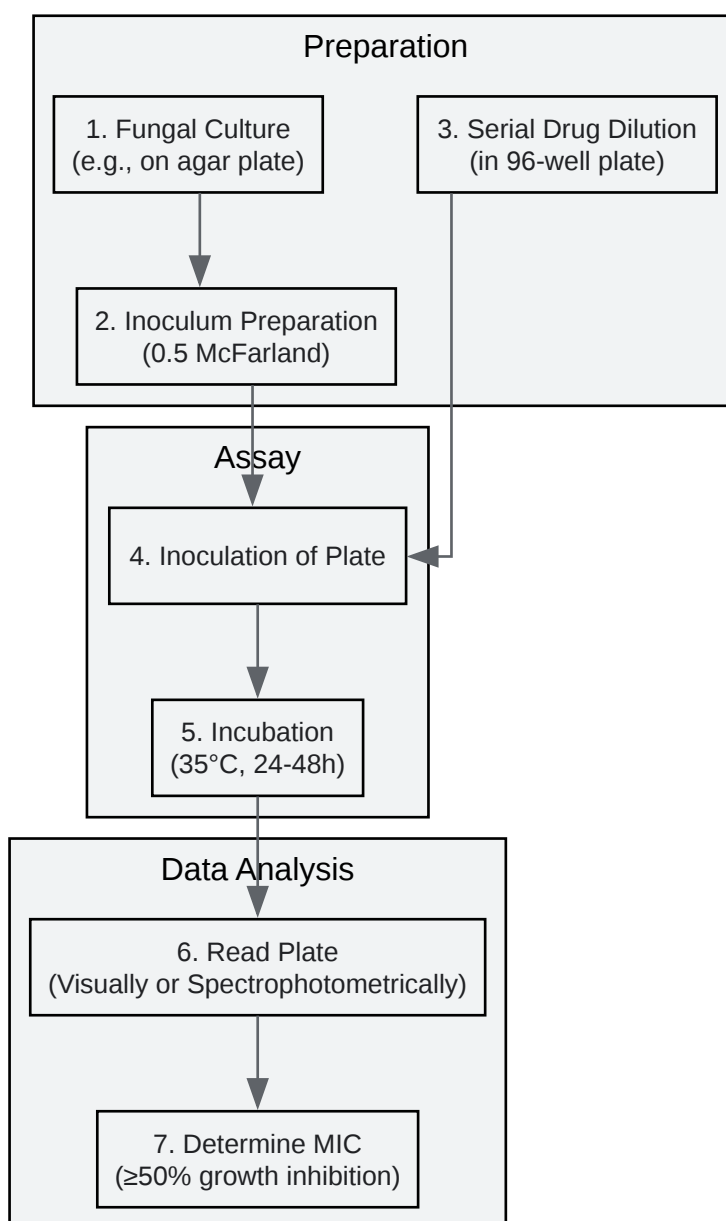 Preparation
1. Fungal Culture
(e.g., on agar plate)
3. Serial Drug Dilution
(in 96-well plate)
2. Inoculum Preparation
(0.5 McFarland)
Assay
4. Inoculation of Plate
5. Incubation
(35°C, 24-48h)
Data Analysis
6. Read Plate
(Visually or Spectrophotometrically)
7. Determine MIC
(≥50% growth inhibition)